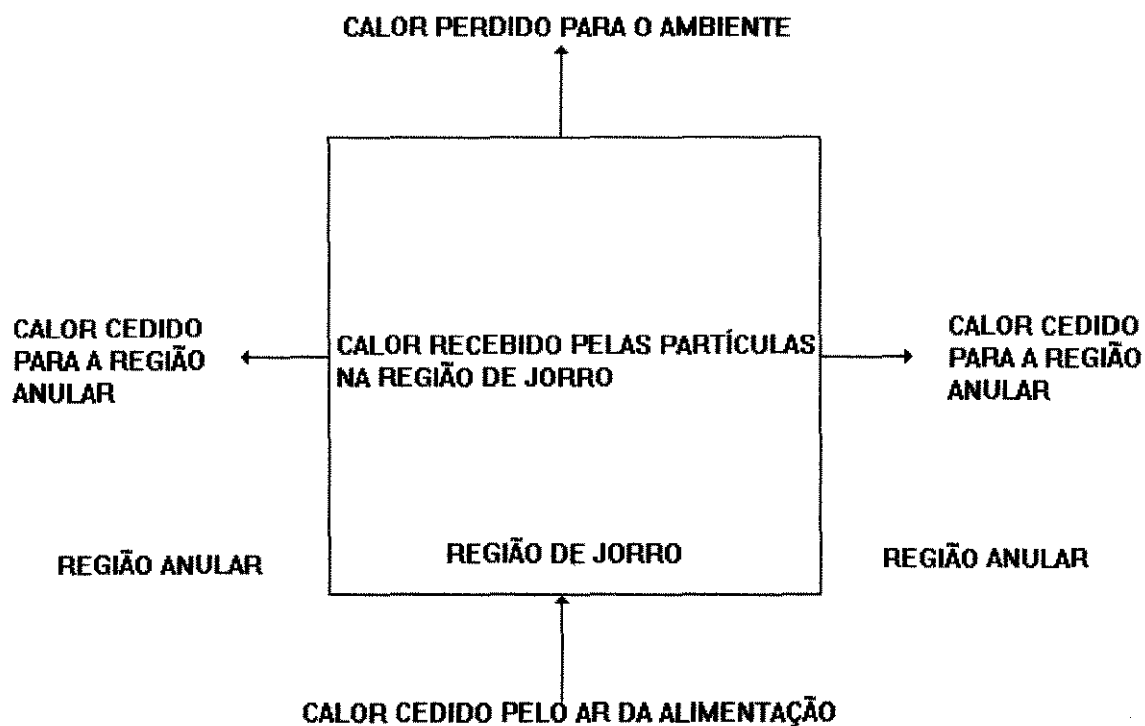 CALOR PERDIDO PARA O AMBIENTE
CALOR CEDIDO
PARA A REGIÃO
ANULAR
CALOR RECEBIDO PELAS PARTÍCULAS
NA REGIÃO DE JORRO
CALOR CEDIDO
PARA A REGIÃO
ANULAR
REGIÃO ANULAR
REGIÃO DE JORRO
REGIÃO ANULAR
CALOR CEDIDO PELO AR DA ALIMENTAÇÃO